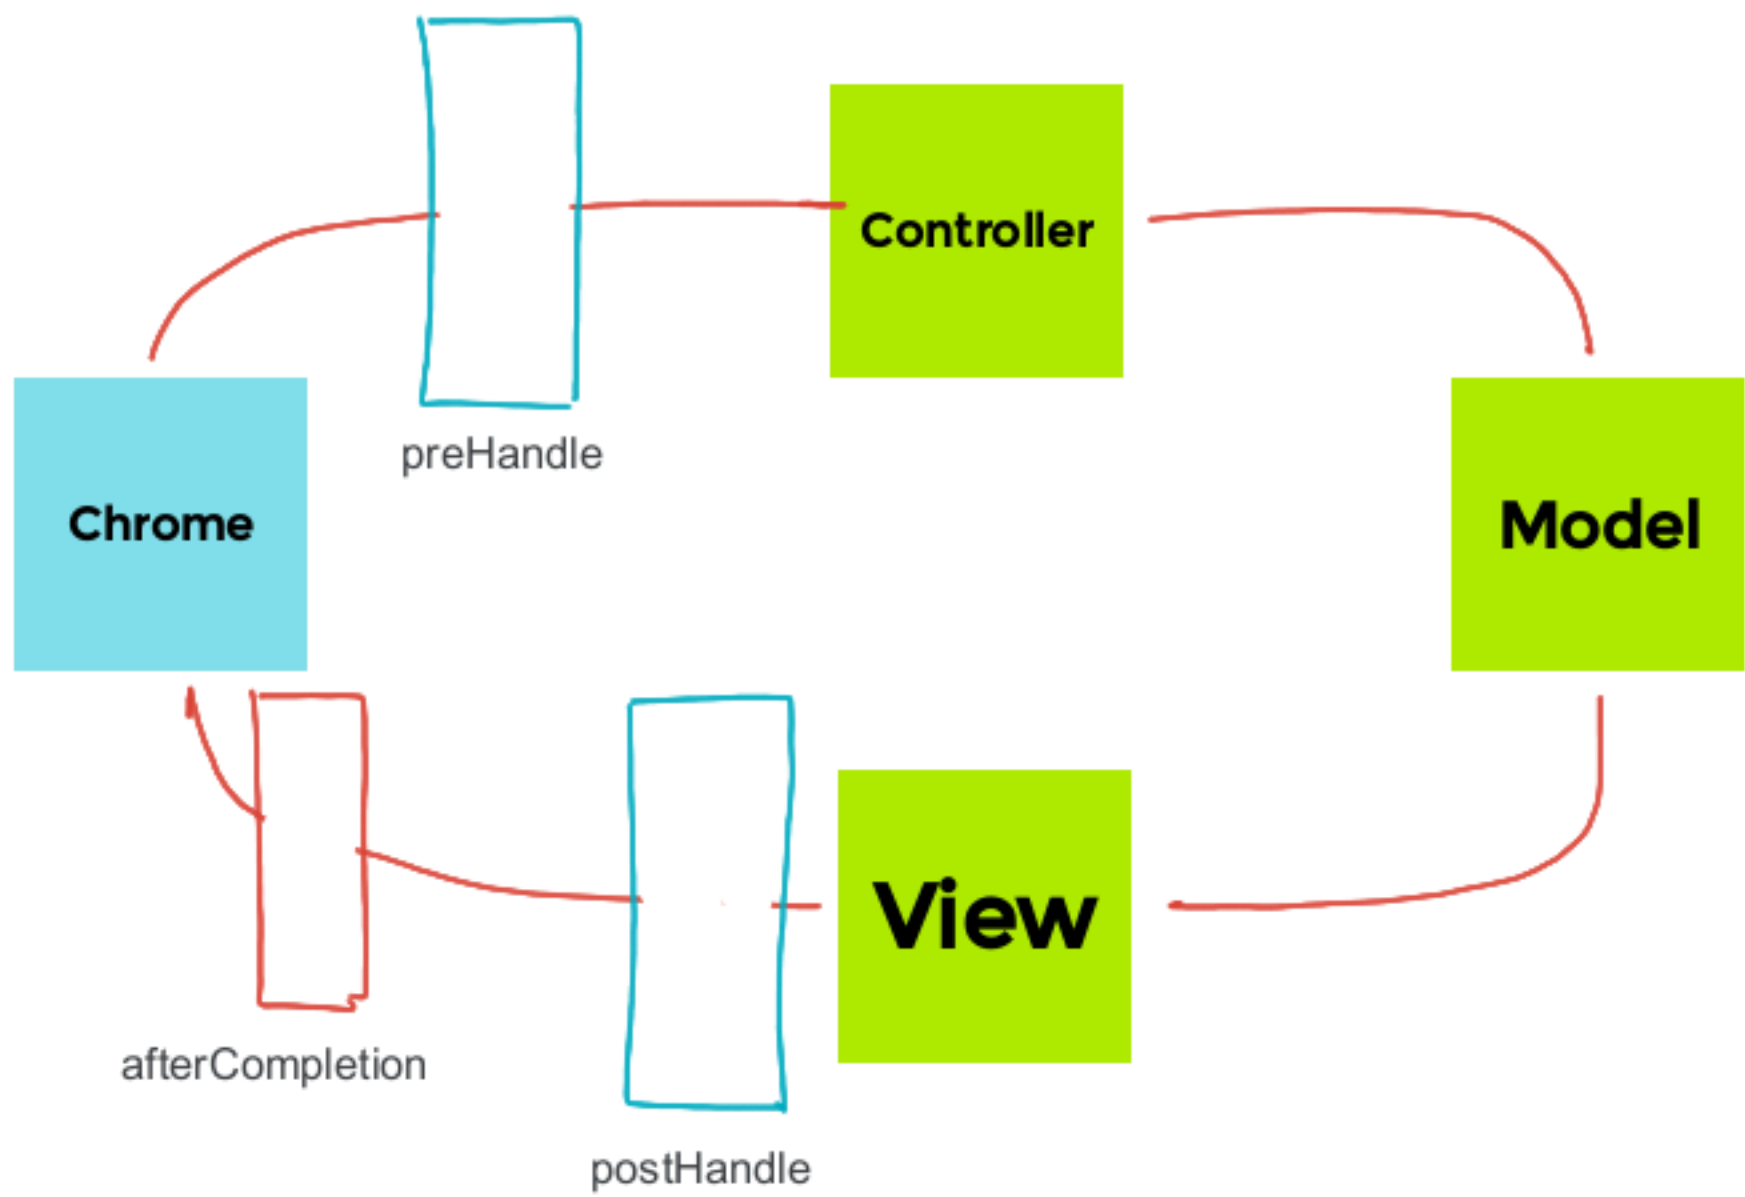 Controller
preHandle
Chrome
Model
View
afterCompletion
postHandle